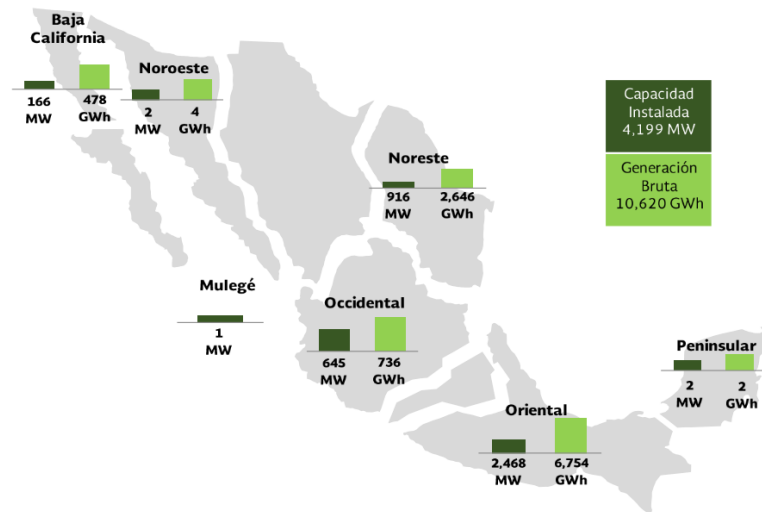 Baja
California
166
MW
478
GWh
Noroeste
2
MW
4
GWh
Capacidad
Instalada
4,199 MW
Generación
Bruta
10,620 GWh
Noreste
916
MW
2,646
GWh
Mulegé
1
MW
Occidental
645
MW
736
GWh
Peninsular
2
MW
2
GWh
Oriental
2,468
MW
6,754
GWh